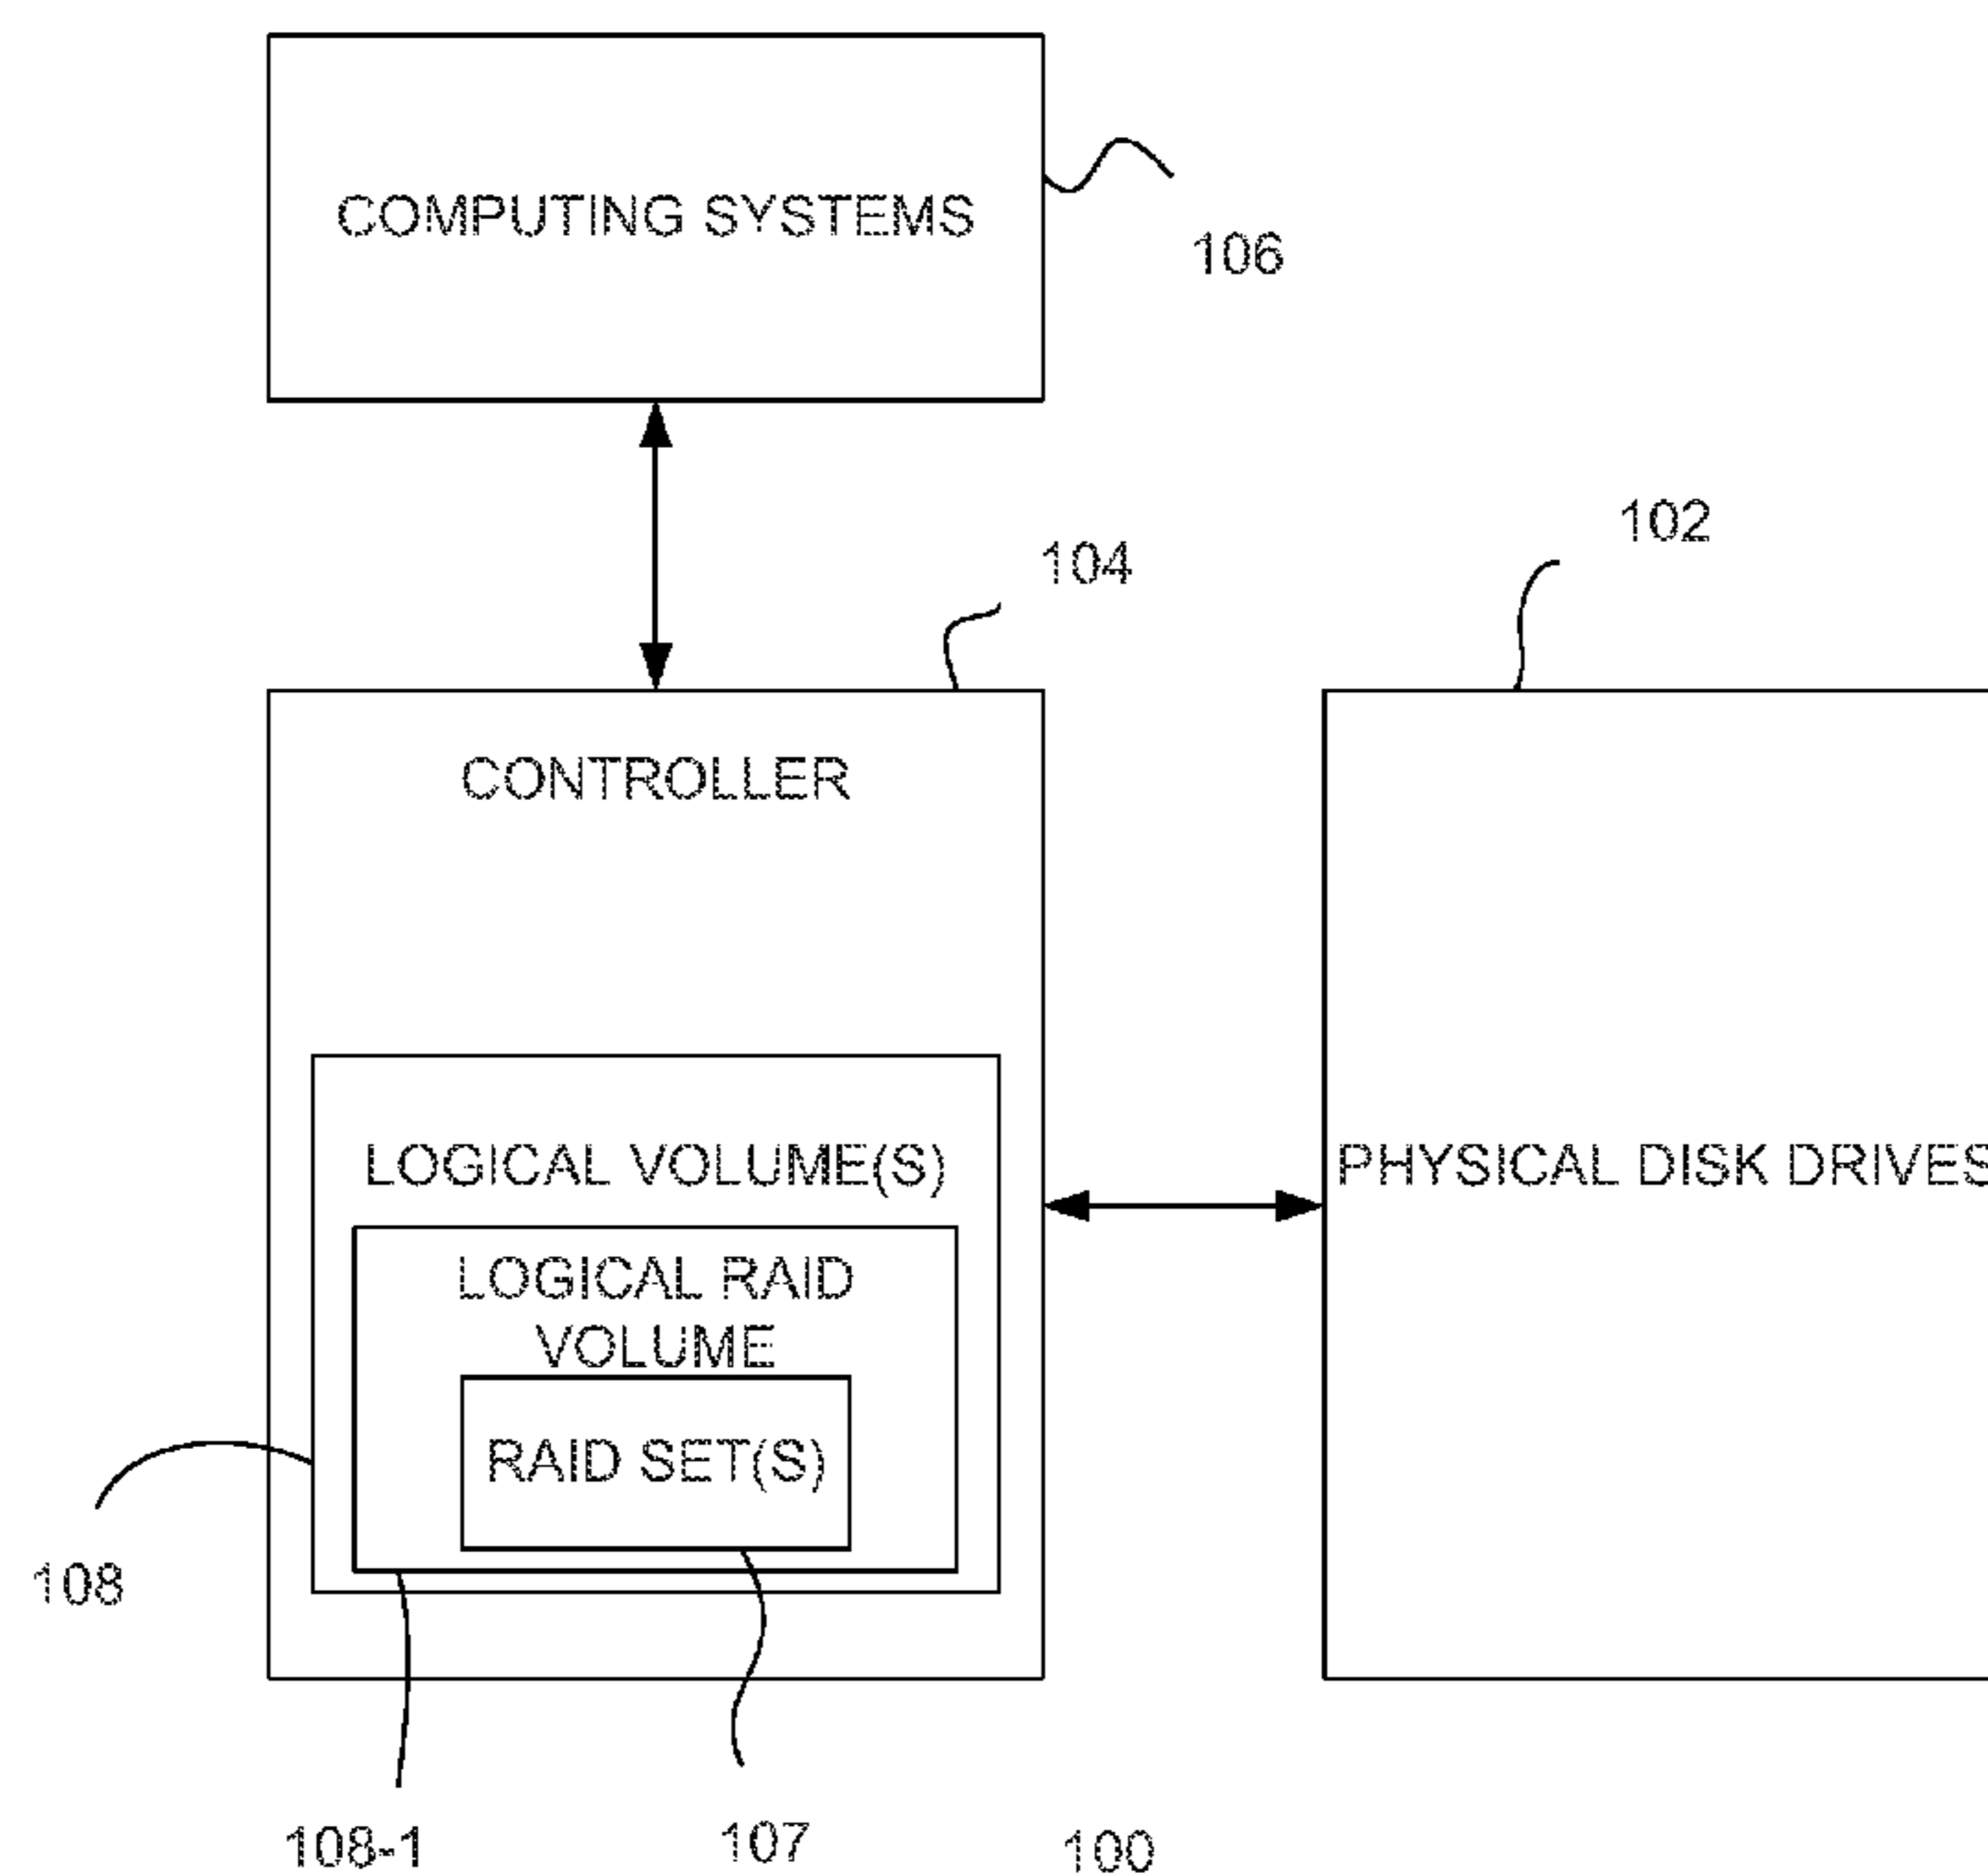 COMPUTING SYSTEMS
106
104
102
CONTROLLER
LOGICAL VOLUME(S)
PHYSICAL DISK DRIVES
LOGICAL RAID
VOLUME
RAID SET(S)
108
108-1
107
100